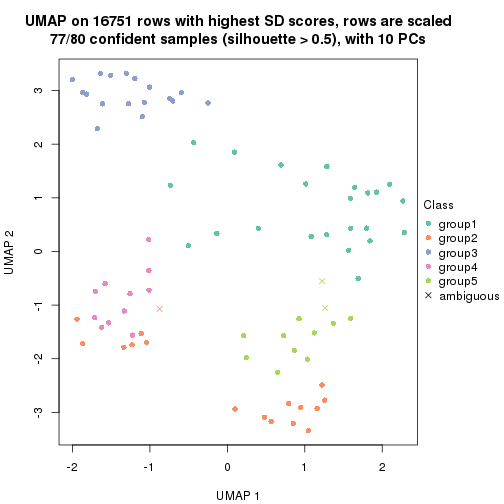 UMAP on 16751 rows with highest SD scores, rows are scaled
77/80 confident samples (silhouette > 0.5), with 10 PCs
3
2
1
0
-1
-2
-3
UMAP 2
-2
-1
0
1
2
UMAP 1
Class
group1
group2
group3
group4
group5
ambiguous